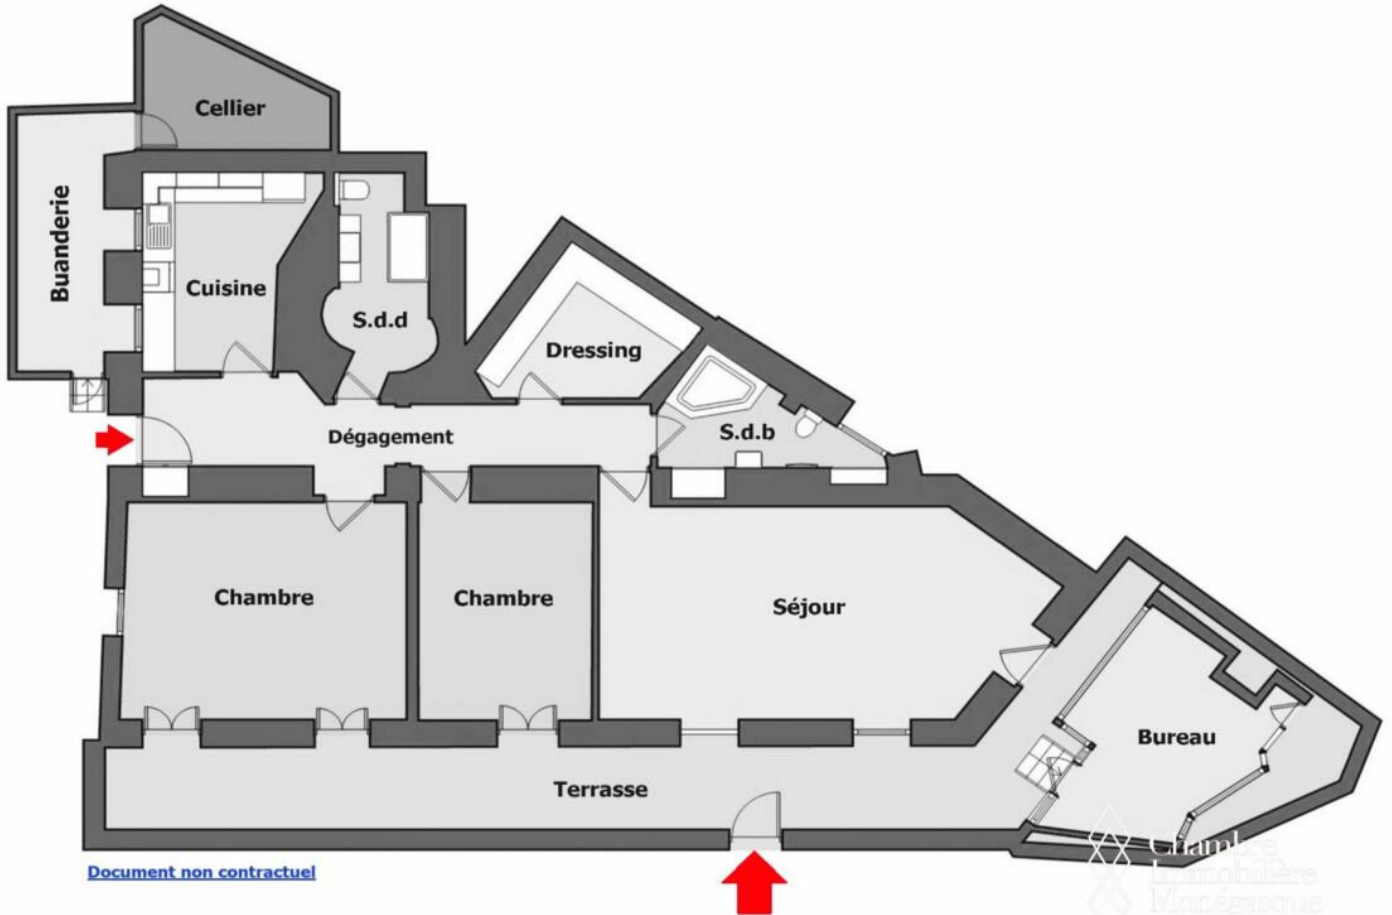 Cellier
Buanderie
Cuisine
S.d.d
Dressing
S.d.b
Dégagement
Chambre
Chambre
Séjour
Bureau
Terrasse
Document non contractuel
Chambre
Immobilière
Monégasque